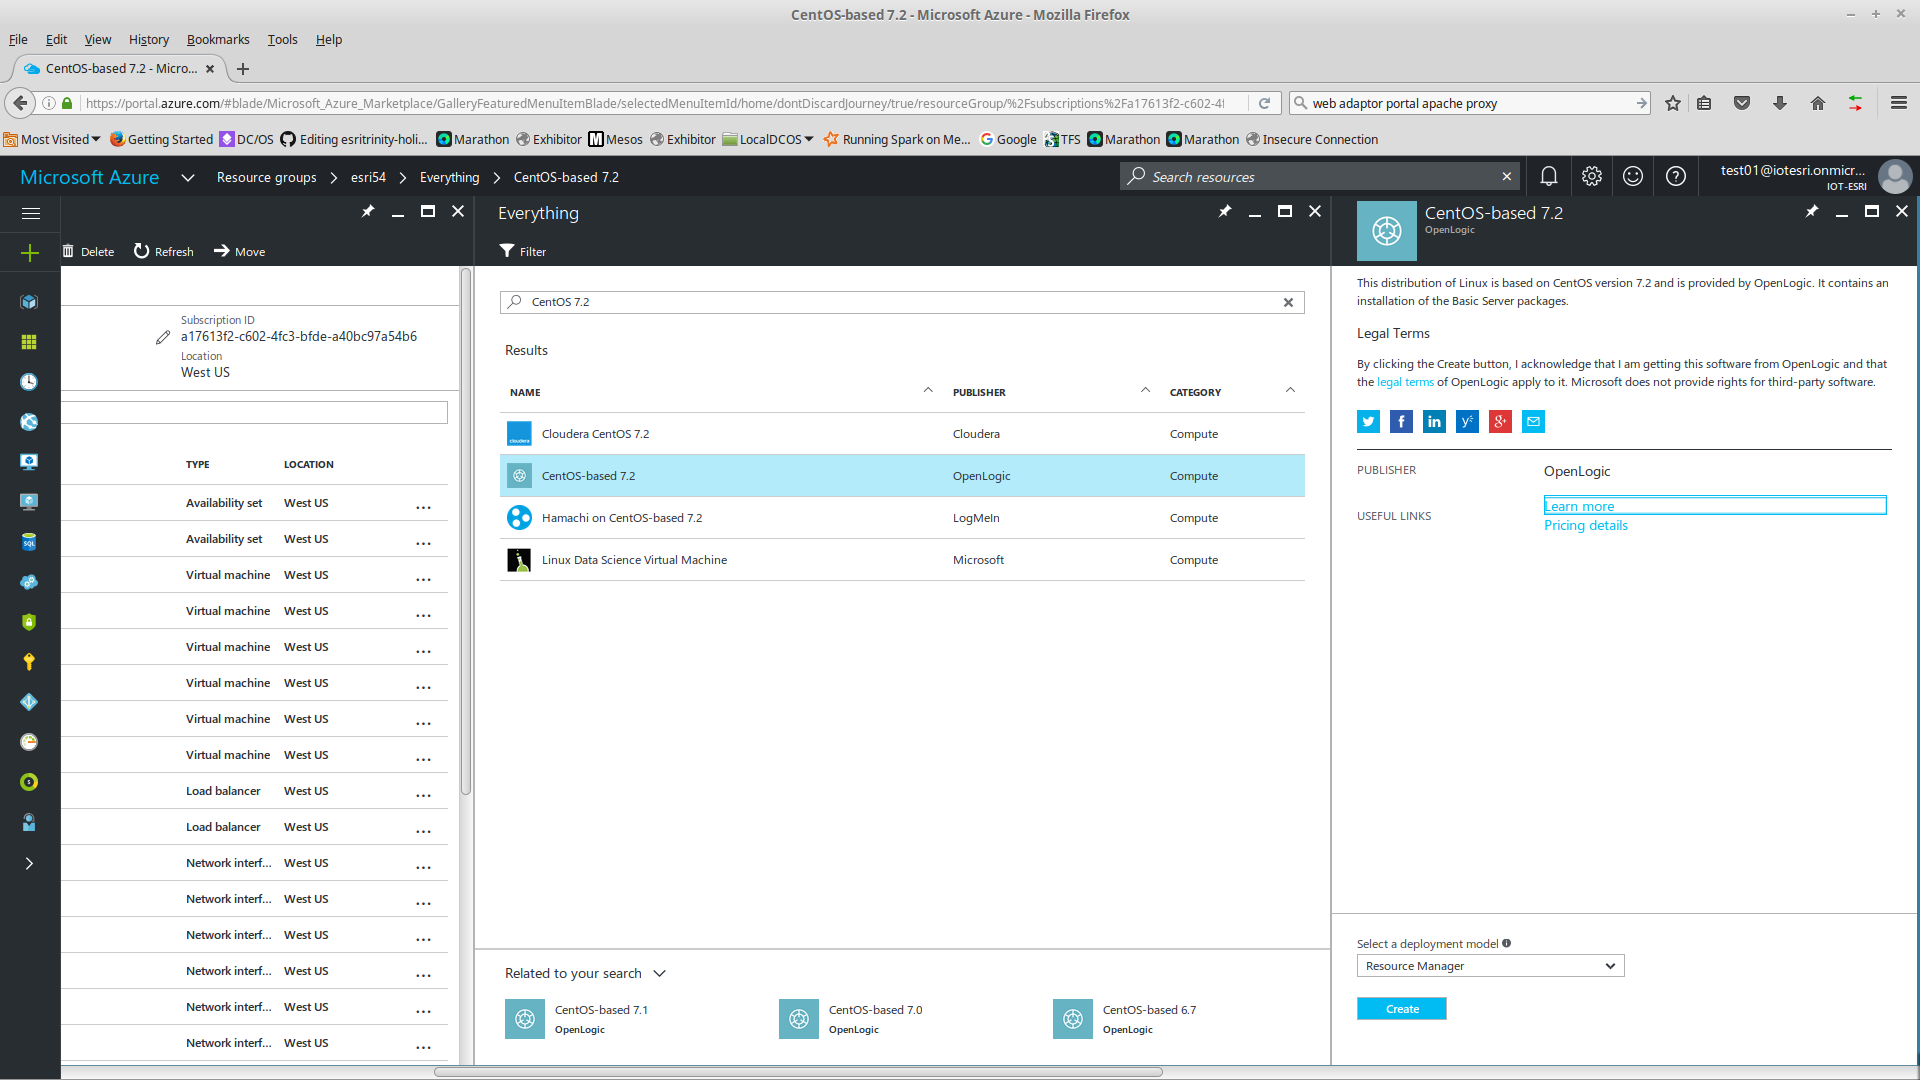 CentOS-based 7.2 - Microsoft Azure - Mozilla Firefox
File Edit View History Bookmarks Tools Help
CentOS-based 7.2 - Micro...
https://portal.azure.com/#blade/Microsoft_Azure_Marketplace/GalleryFeaturedMenuItemBlade/selectedMenuItemId/home/dontDiscardJourney/true/resourceGroup/%2Fsubscriptions%2Fa17613f2-c602-4f
web adaptor portal apache proxy
Most Visited Getting Started DC/OS Editing esritrinity-holi... Marathon Exhibitor Mesos Exhibitor LocalDCOS Running Spark on Me... Google TFS Marathon Marathon Insecure Connection
Microsoft Azure Resource groups esri54 Everything CentOS-based 7.2
Search resources
test01@iotesri.onmicr...
IOT-ESRI
Delete Refresh Move
Subscription ID
a17613f2-c602-4fc3-bfde-a40bc97a54b6
Location
West US
TYPE LOCATION
Availability set West US ...
Availability set West US ...
Virtual machine West US ...
Virtual machine West US ...
Virtual machine West US ...
Virtual machine West US ...
Virtual machine West US ...
Virtual machine West US ...
Load balancer West US ...
Load balancer West US ...
Network interf... West US ...
Network interf... West US ...
Network interf... West US ...
Network interf... West US ...
Network interf... West US ...
Network interf... West US ...
Everything
Filter
CentOS 7.2
Results
NAME PUBLISHER CATEGORY
cloudera Cloudera CentOS 7.2 Cloudera Compute
CentOS-based 7.2 OpenLogic Compute
Hamachi on CentOS-based 7.2 LogMeIn Compute
Linux Data Science Virtual Machine Microsoft Compute
Related to your search
CentOS-based 7.1
OpenLogic
CentOS-based 7.0
OpenLogic
CentOS-based 6.7
OpenLogic
CentOS-based 7.2
OpenLogic
This distribution of Linux is based on CentOS version 7.2 and is provided by OpenLogic. It contains an
installation of the Basic Server packages.
Legal Terms
By clicking the Create button, I acknowledge that I am getting this software from OpenLogic and that
the legal terms of OpenLogic apply to it. Microsoft does not provide rights for third-party software.
PUBLISHER OpenLogic
USEFUL LINKS
Learn more
Pricing details
Select a deployment model
Resource Manager
Create